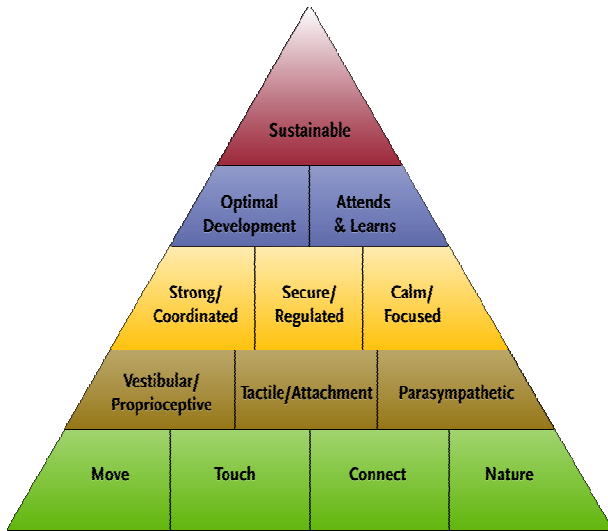 Sustainable
Optimal
Development
Attends
& Learns
Strong/
Coordinated
Secure/
Regulated
Calm/
Focused
Vestibular/
Proprioceptive
Tactile/Attachment
Parasympathetic
Move
Touch
Connect
Nature